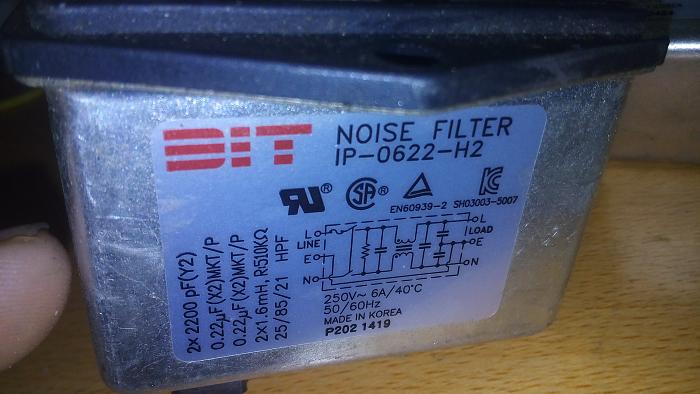 BIT
NOISE FILTER
IP-0622-H2
EN60939-2 SH03003-5007
2x 2200 pF(Y2)
0.22µF(X2)MKT/P
0.22µF(X2)MKT/P
2x1,6mH, R510KΩ
25/85/21 HPF
L
LINE
E
N
L
LOAD
E
N
250V~ 6A/40°C
50/60Hz
MADE IN KOREA
P202 1419